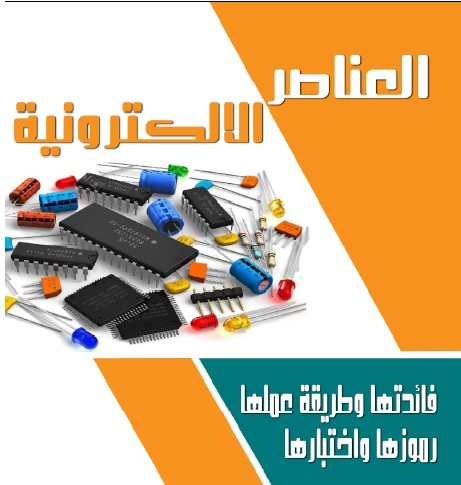 العناصر
الالكترونية
فائدتها وطريقة عملها
رموزها واختبارها